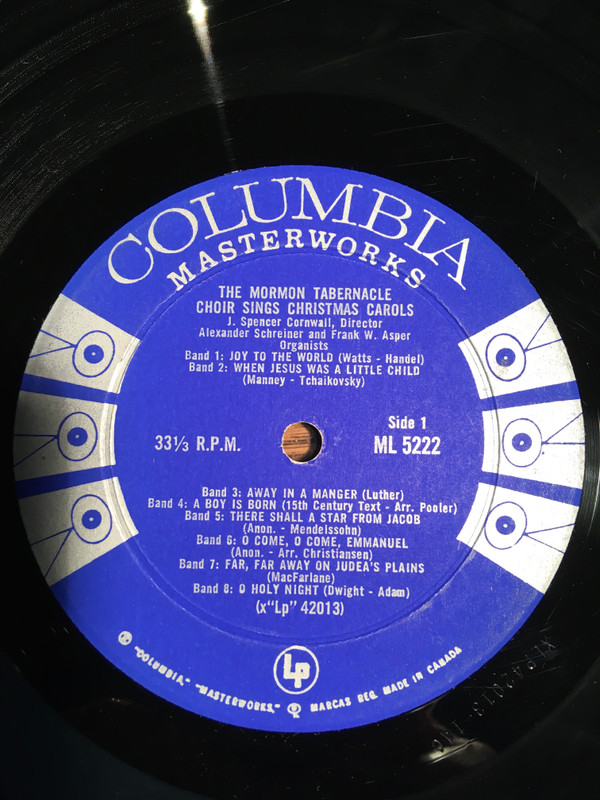 COLUMBIA
MASTERWORKS
THE MORMON TABERNACLE
CHOIR SINGS CHRISTMAS CAROLS
J. Spencer Cornwall, Director
Alexander Schreiner and Frank W. Asper
Organists
Band 1: JOY TO THE WORLD (Watts - Handel)
Band 2: WHEN JESUS WAS A LITTLE CHILD
(Manney - Tchaikovsky)
33⅓ R.P.M.
Side 1
ML 5222
Band 3: AWAY IN A MANGER (Luther)
Band 4: A BOY IS BORN (15th Century Text - Arr. Pooler)
Band 5: THERE SHALL A STAR FROM JACOB
(Anon. - Mendelssohn)
Band 6: O COME, O COME, EMMANUEL
(Anon. - Arr. Christiansen)
Band 7: FAR, FAR AWAY ON JUDEA'S PLAINS
(MacFarlane)
Band 8: O HOLY NIGHT (Dwight - Adam)
(x"Lp" 42013)
Lp
"COLUMBIA," "MASTERWORKS," MARCAS REG. MADE IN CANADA